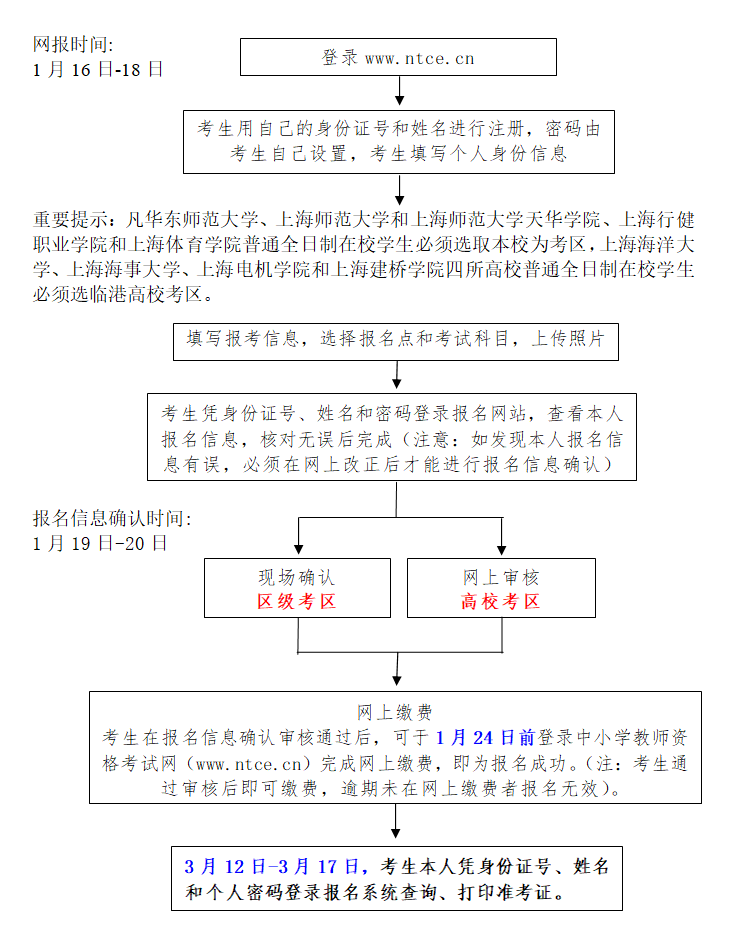 网报时间:
1 月 16 日-18 日
登录 www.ntce.cn
考生用自己的身份证号和姓名进行注册，密码由
考生自己设置，考生填写个人身份信息
重要提示：凡华东师范大学、上海师范大学和上海师范大学天华学院、上海行健
职业学院和上海体育学院普通全日制在校学生必须选取本校为考区，上海海洋大
学、上海海事大学、上海电机学院和上海建桥学院四所高校普通全日制在校学生
必须选临港高校考区。
填写报考信息，选择报名点和考试科目，上传照片
考生凭身份证号、姓名和密码登录报名网站，查看本人
报名信息，核对无误后完成（注意：如发现本人报名信
息有误，必须在网上改正后才能进行报名信息确认）
报名信息确认时间:
1 月 19 日-20 日
现场确认
区级考区
网上审核
高校考区
网上缴费
考生在报名信息确认审核通过后，可于 1 月 24 日前登录中小学教师资
格考试网（www.ntce.cn）完成网上缴费，即为报名成功。（注：考生通
过审核后即可缴费，逾期未在网上缴费者报名无效）。
3 月 12 日-3 月 17 日，考生本人凭身份证号、姓名
和个人密码登录报名系统查询、打印准考证。